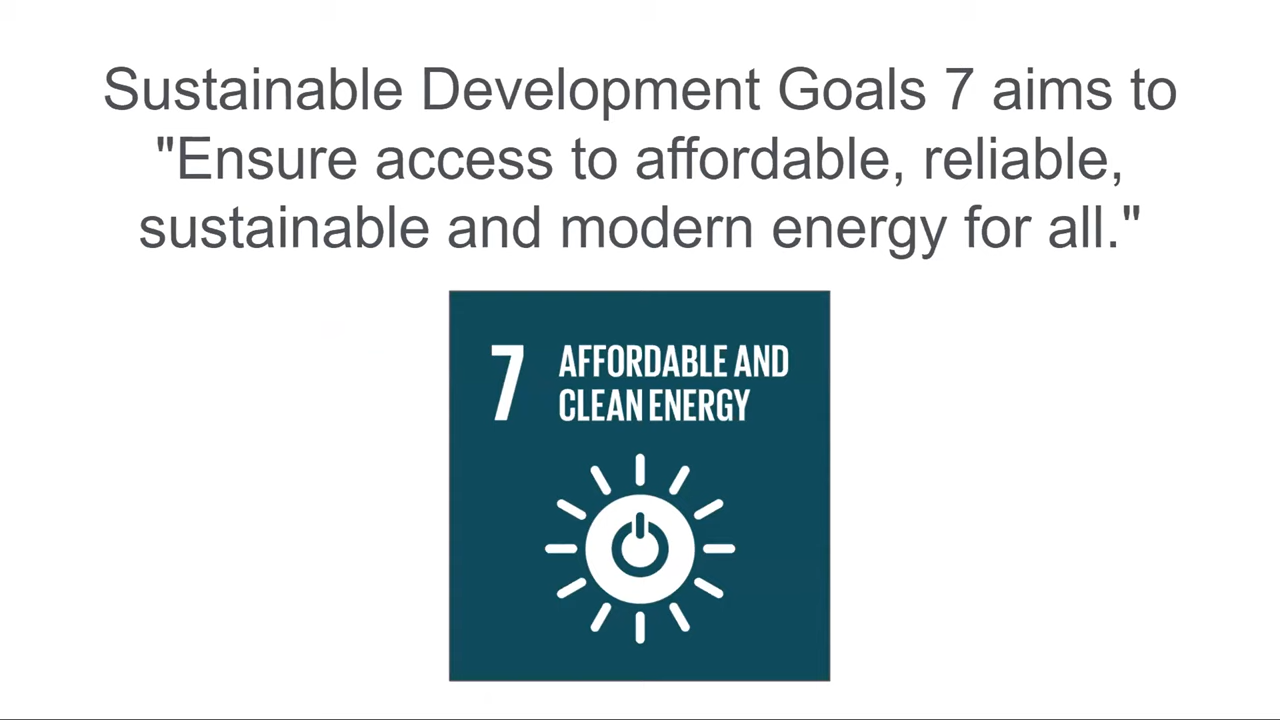 Sustainable Development Goals 7 aims to
"Ensure access to affordable, reliable,
sustainable and modern energy for all."
7 AFFORDABLE AND
CLEAN ENERGY